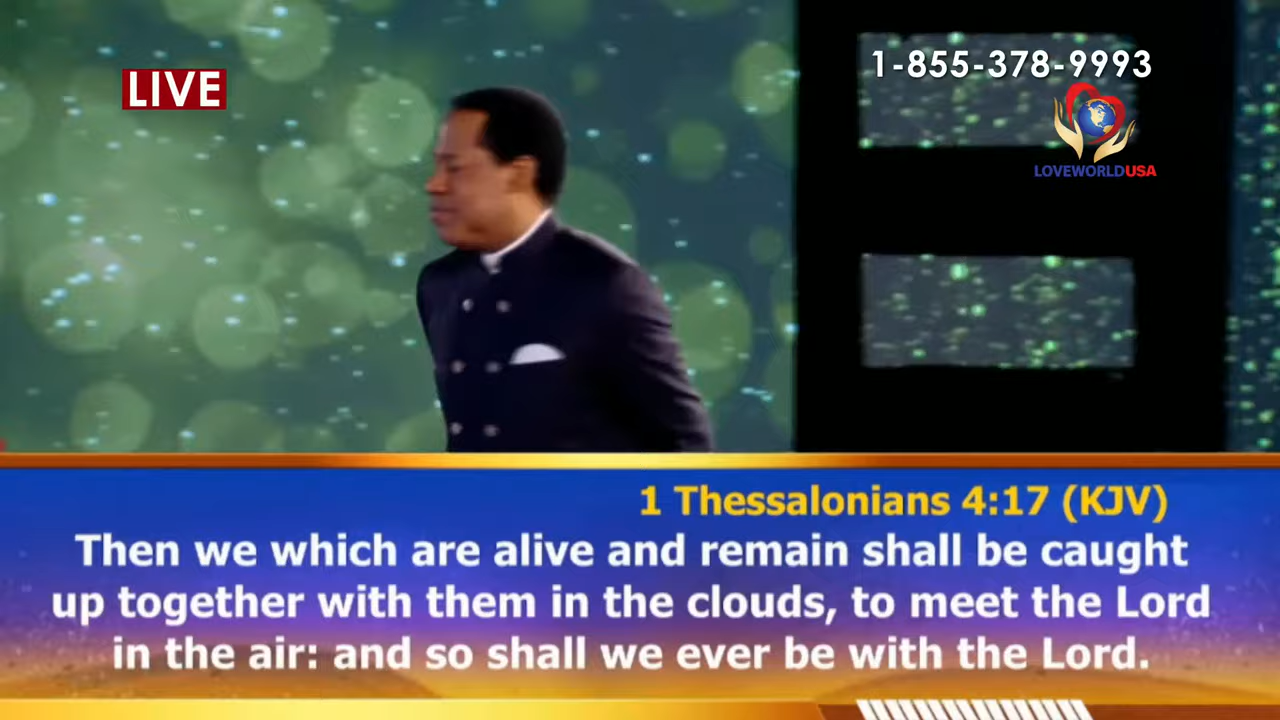 LIVE
1-855-378-9993
LOVEWORLDUSA
1 Thessalonians 4:17 (KJV)
Then we which are alive and remain shall be caught
up together with them in the clouds, to meet the Lord
in the air: and so shall we ever be with the Lord.